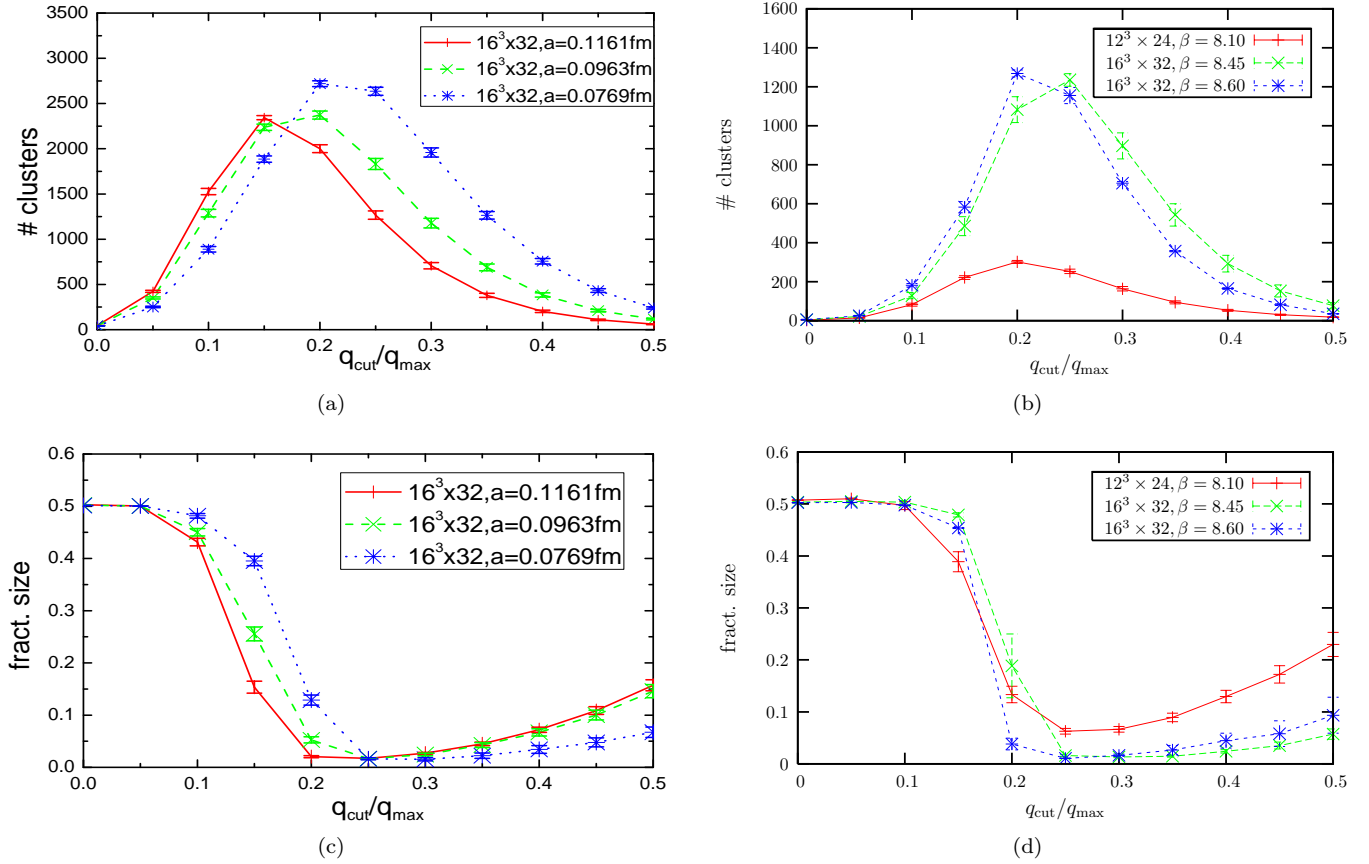 3500
3000
2500
2000
1500
1000
500
0
# clusters
0.0 0.1 0.2 0.3 0.4 0.5
q_cut/q_max
16³x32,a=0.1161fm
16³x32,a=0.0963fm
16³x32,a=0.0769fm
(a)
1600
1400
1200
1000
800
600
400
200
0
# clusters
0 0.1 0.2 0.3 0.4 0.5
q_cut/q_max
12³ × 24, β = 8.10
16³ × 32, β = 8.45
16³ × 32, β = 8.60
(b)
0.6
0.5
0.4
0.3
0.2
0.1
0.0
fract. size
0.0 0.1 0.2 0.3 0.4 0.5
q_cut/q_max
16³x32,a=0.1161fm
16³x32,a=0.0963fm
16³x32,a=0.0769fm
(c)
0.6
0.5
0.4
0.3
0.2
0.1
0
fract. size
0 0.1 0.2 0.3 0.4 0.5
q_cut/q_max
12³ × 24, β = 8.10
16³ × 32, β = 8.45
16³ × 32, β = 8.60
(d)